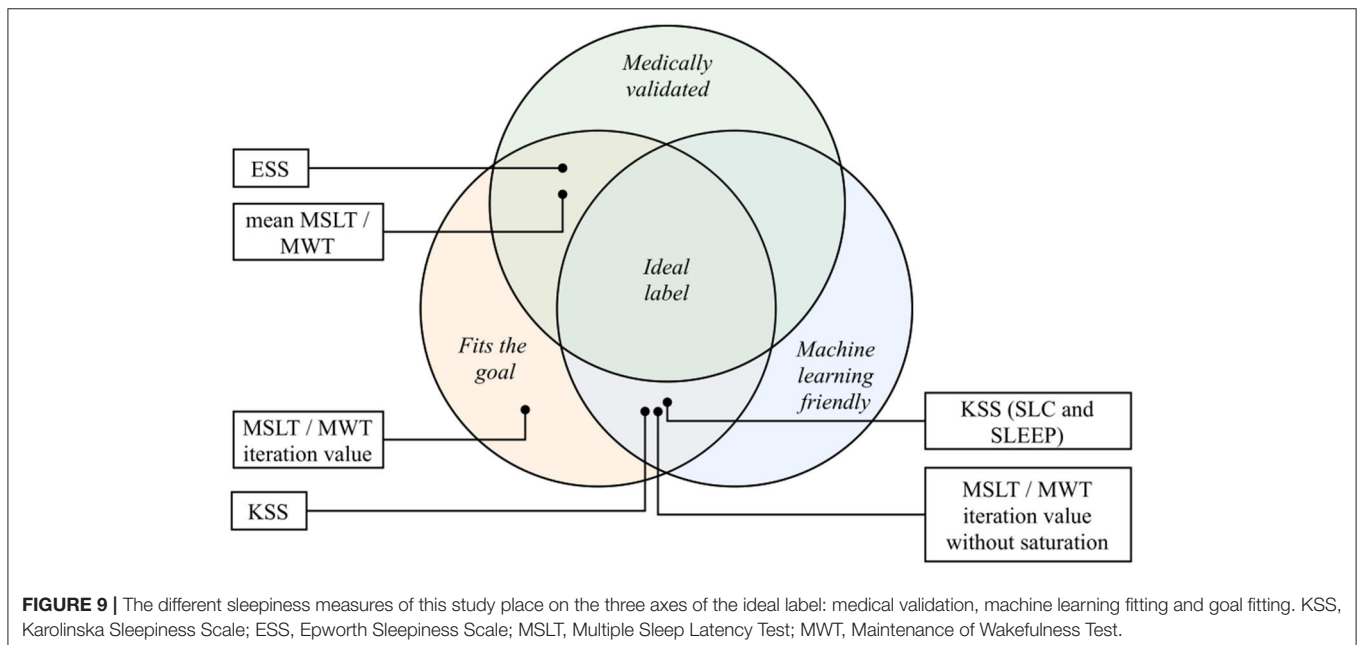 Medically
validated
ESS
mean MSLT /
MWT
Ideal
label
Fits the
goal
Machine
learning
friendly
MSLT / MWT
iteration value
KSS
KSS (SLC and
SLEEP)
MSLT / MWT
iteration value
without saturation
FIGURE 9 | The different sleepiness measures of this study place on the three axes of the ideal label: medical validation, machine learning fitting and goal fitting. KSS,
Karolinska Sleepiness Scale; ESS, Epworth Sleepiness Scale; MSLT, Multiple Sleep Latency Test; MWT, Maintenance of Wakefulness Test.